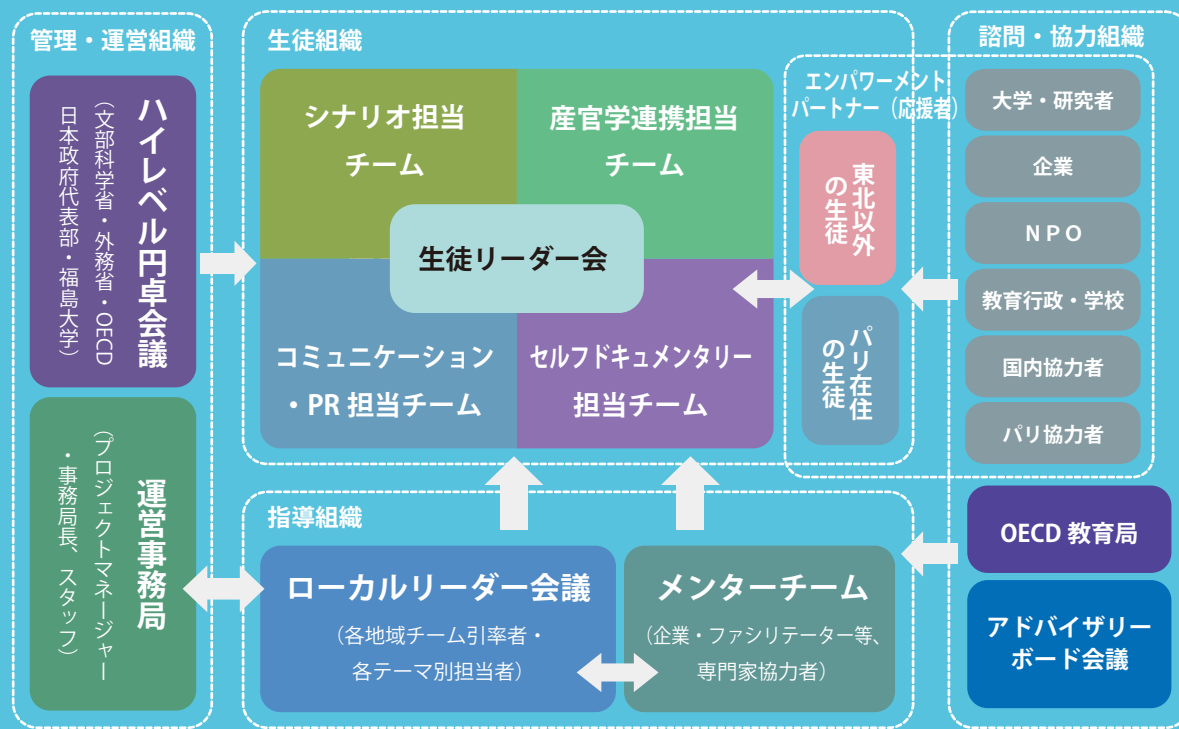 管理・運営組織
ハイレベル円卓会議
（文部科学省・外務省・OECD
日本政府代表部・福島大学）
運営事務局
（プロジェクトマネージャー
・事務局長、スタッフ）
生徒組織
シナリオ担当
チーム
産官学連携担当
チーム
生徒リーダー会
コミュニケーション
・PR 担当チーム
セルフドキュメンタリー
担当チーム
エンパワーメント
パートナー（応援者）
東北以外
の生徒
パリ在住
の生徒
指導組織
ローカルリーダー会議
（各地域チーム引率者・
各テーマ別担当者）
メンターチーム
（企業・ファシリテーター等、
専門家協力者）
諮問・協力組織
大学・研究者
企業
NPO
教育行政・学校
国内協力者
パリ協力者
OECD 教育局
アドバイザリー
ボード会議